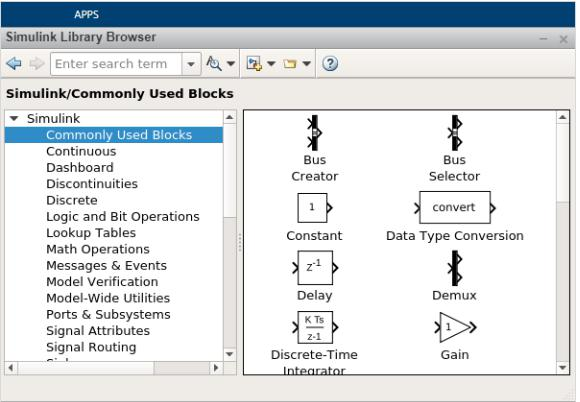 APPS
Simulink Library Browser
Enter search term
Simulink/Commonly Used Blocks
Simulink
Commonly Used Blocks
Continuous
Dashboard
Discontinuities
Discrete
Logic and Bit Operations
Lookup Tables
Math Operations
Messages & Events
Model Verification
Model-Wide Utilities
Ports & Subsystems
Signal Attributes
Signal Routing
Bus
Creator
Bus
Selector
1
Constant
convert
Data Type Conversion
z-1
Delay
Demux
K Ts
z-1
Discrete-Time
Integrator
1
Gain